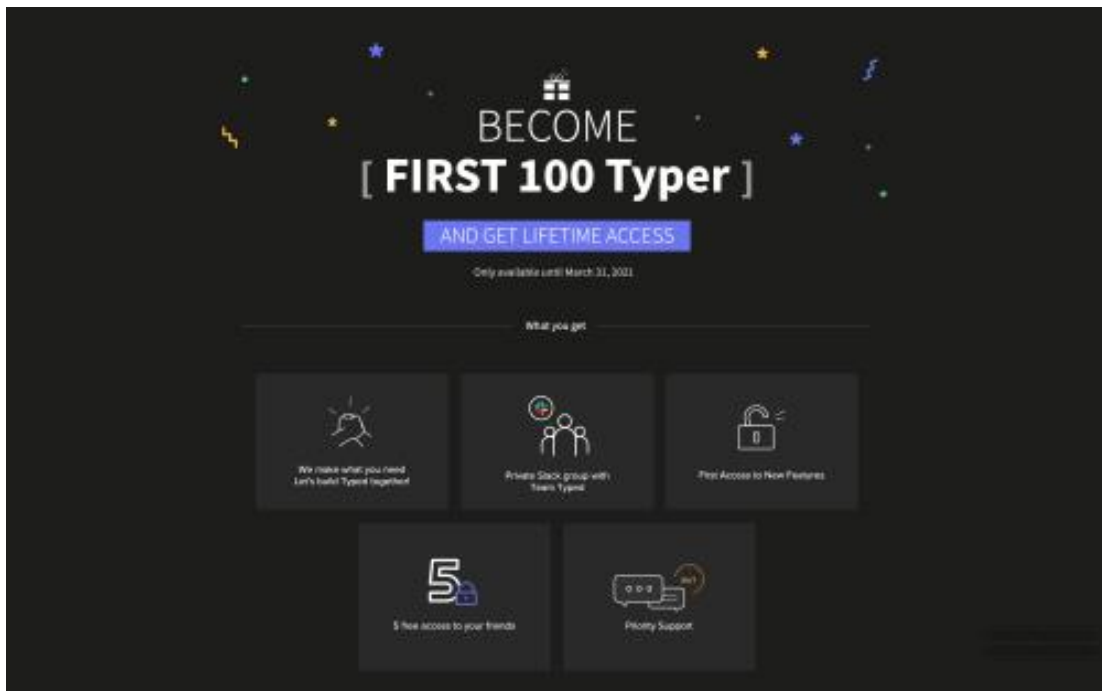 BECOME
[ FIRST 100 Typer ]
AND GET LIFETIME ACCESS
Only available until March 31, 2021
What you get
We make what you need
Let's build Typed together!
Private Slack group with
Team Typed
First Access to New Features
5 free access to your friends
24/7
Priority Support